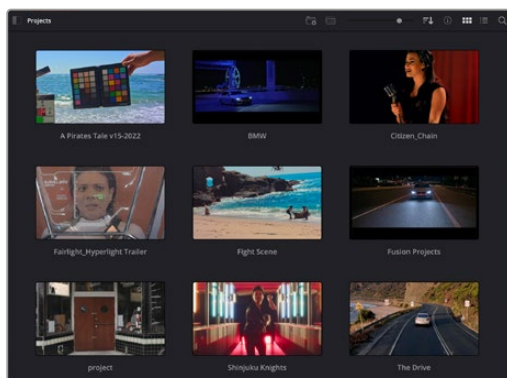 Projects
A Pirates Tale v15-2022
BMW
Citizen_Chain
Fairlight_Hyperlight Trailer
Fight Scene
Fusion Projects
project
Shinjuku Knights
The Drive